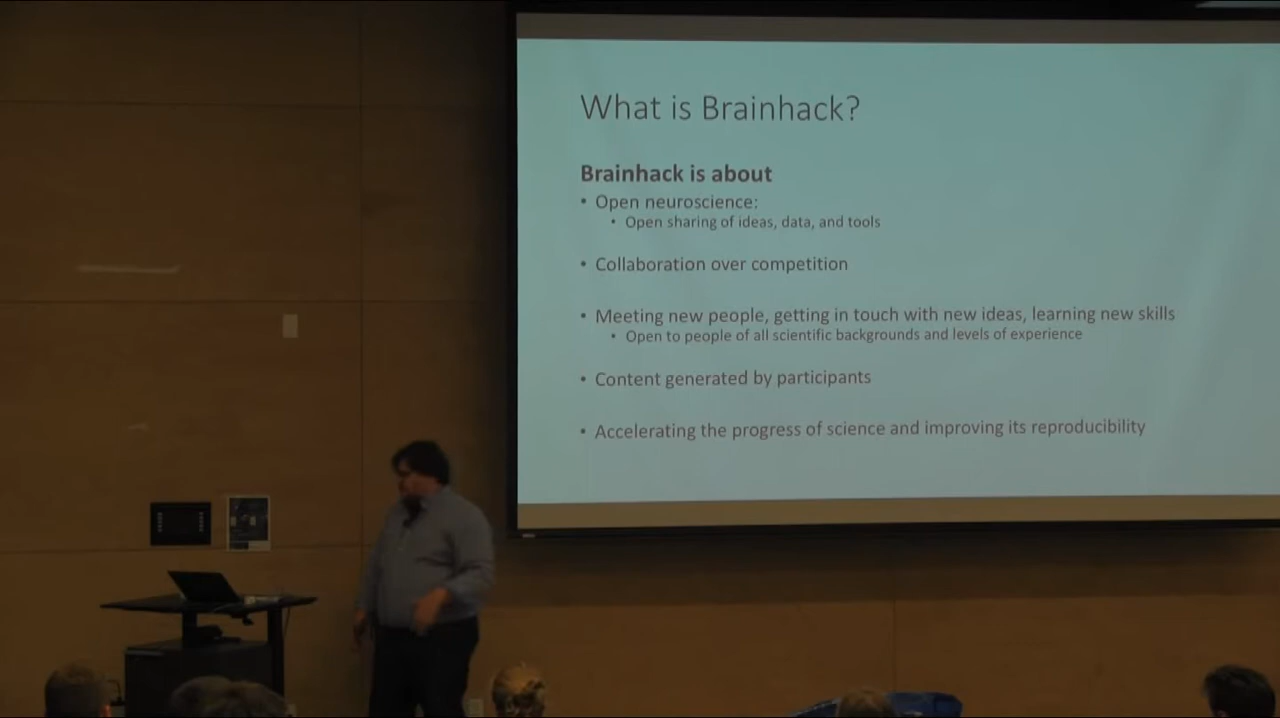 What is Brainhack?
Brainhack is about
• Open neuroscience:
• Open sharing of ideas, data, and tools
• Collaboration over competition
• Meeting new people, getting in touch with new ideas, learning new skills
• Open to people of all scientific backgrounds and levels of experience
• Content generated by participants
• Accelerating the progress of science and improving its reproducibility